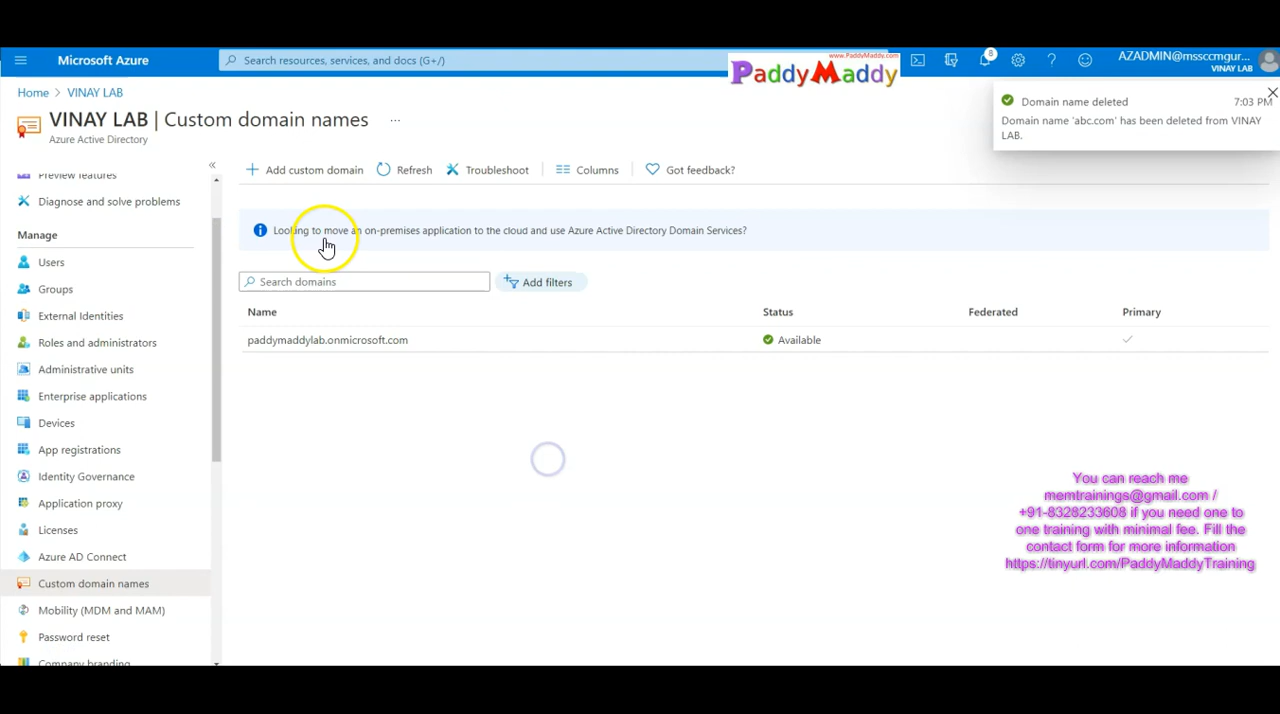 www.PaddyMaddy.com
PaddyMaddy
Microsoft Azure
Search resources, services, and docs (G+/)
8
AZADMIN@mssccmgur...
VINAY LAB
Home > VINAY LAB
VINAY LAB | Custom domain names ...
Azure Active Directory
Domain name deleted 7:03 PM
Domain name 'abc.com' has been deleted from VINAY
LAB.
Preview features
Diagnose and solve problems
Manage
Users
Groups
External Identities
Roles and administrators
Administrative units
Enterprise applications
Devices
App registrations
Identity Governance
Application proxy
Licenses
Azure AD Connect
Custom domain names
Mobility (MDM and MAM)
Password reset
Company branding
Add custom domain Refresh Troubleshoot Columns Got feedback?
Looking to move an on-premises application to the cloud and use Azure Active Directory Domain Services?
Search domains Add filters
Name Status Federated Primary
paddymaddylab.onmicrosoft.com Available
You can reach me
memtrainings@gmail.com /
+91-8328233608 if you need one to
one training with minimal fee. Fill the
contact form for more information
https://tinyurl.com/PaddyMaddyTraining